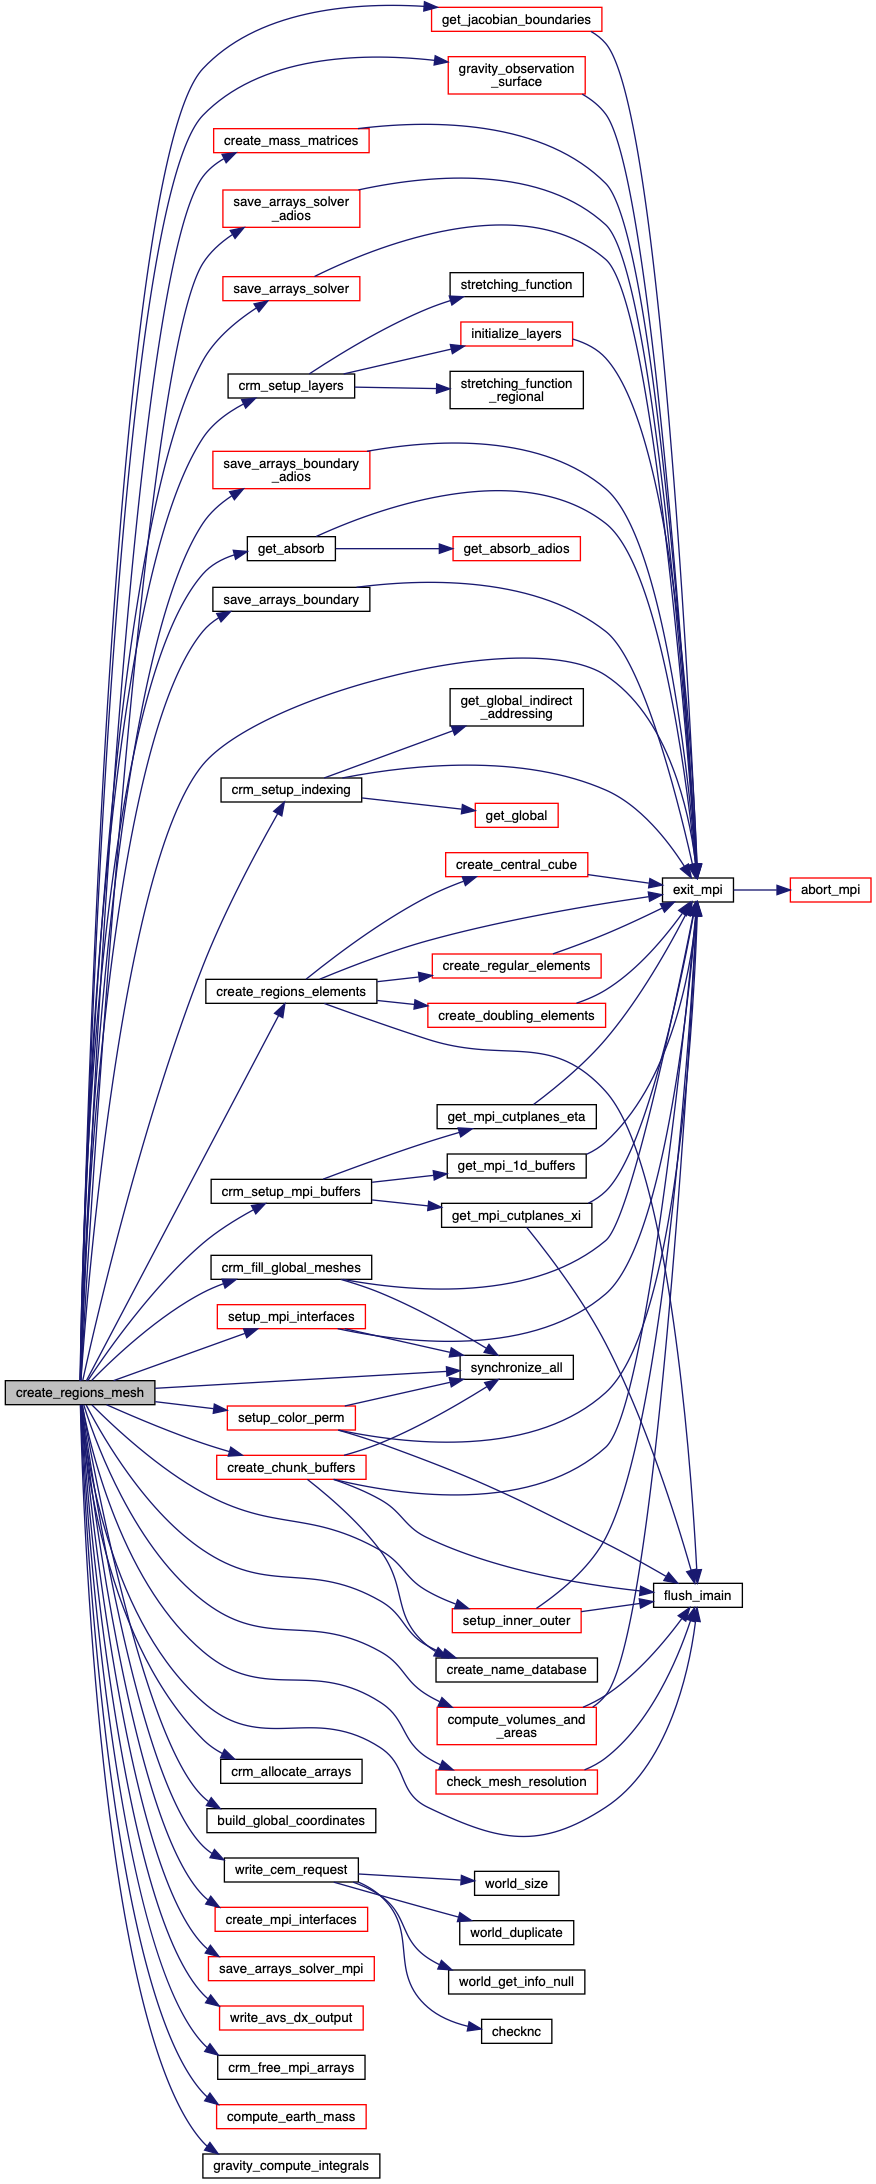 get_jacobian_boundaries
gravity_observation
_surface
create_mass_matrices
save_arrays_solver
_adios
save_arrays_solver
stretching_function
initialize_layers
crm_setup_layers
stretching_function
_regional
save_arrays_boundary
_adios
get_absorb
get_absorb_adios
save_arrays_boundary
get_global_indirect
_addressing
crm_setup_indexing
get_global
create_central_cube
exit_mpi
abort_mpi
create_regular_elements
create_regions_elements
create_doubling_elements
get_mpi_cutplanes_eta
get_mpi_1d_buffers
crm_setup_mpi_buffers
get_mpi_cutplanes_xi
crm_fill_global_meshes
setup_mpi_interfaces
synchronize_all
create_regions_mesh
setup_color_perm
create_chunk_buffers
flush_imain
setup_inner_outer
create_name_database
compute_volumes_and
_areas
crm_allocate_arrays
check_mesh_resolution
build_global_coordinates
write_cem_request
world_size
create_mpi_interfaces
world_duplicate
save_arrays_solver_mpi
world_get_info_null
write_avs_dx_output
checknc
crm_free_mpi_arrays
compute_earth_mass
gravity_compute_integrals